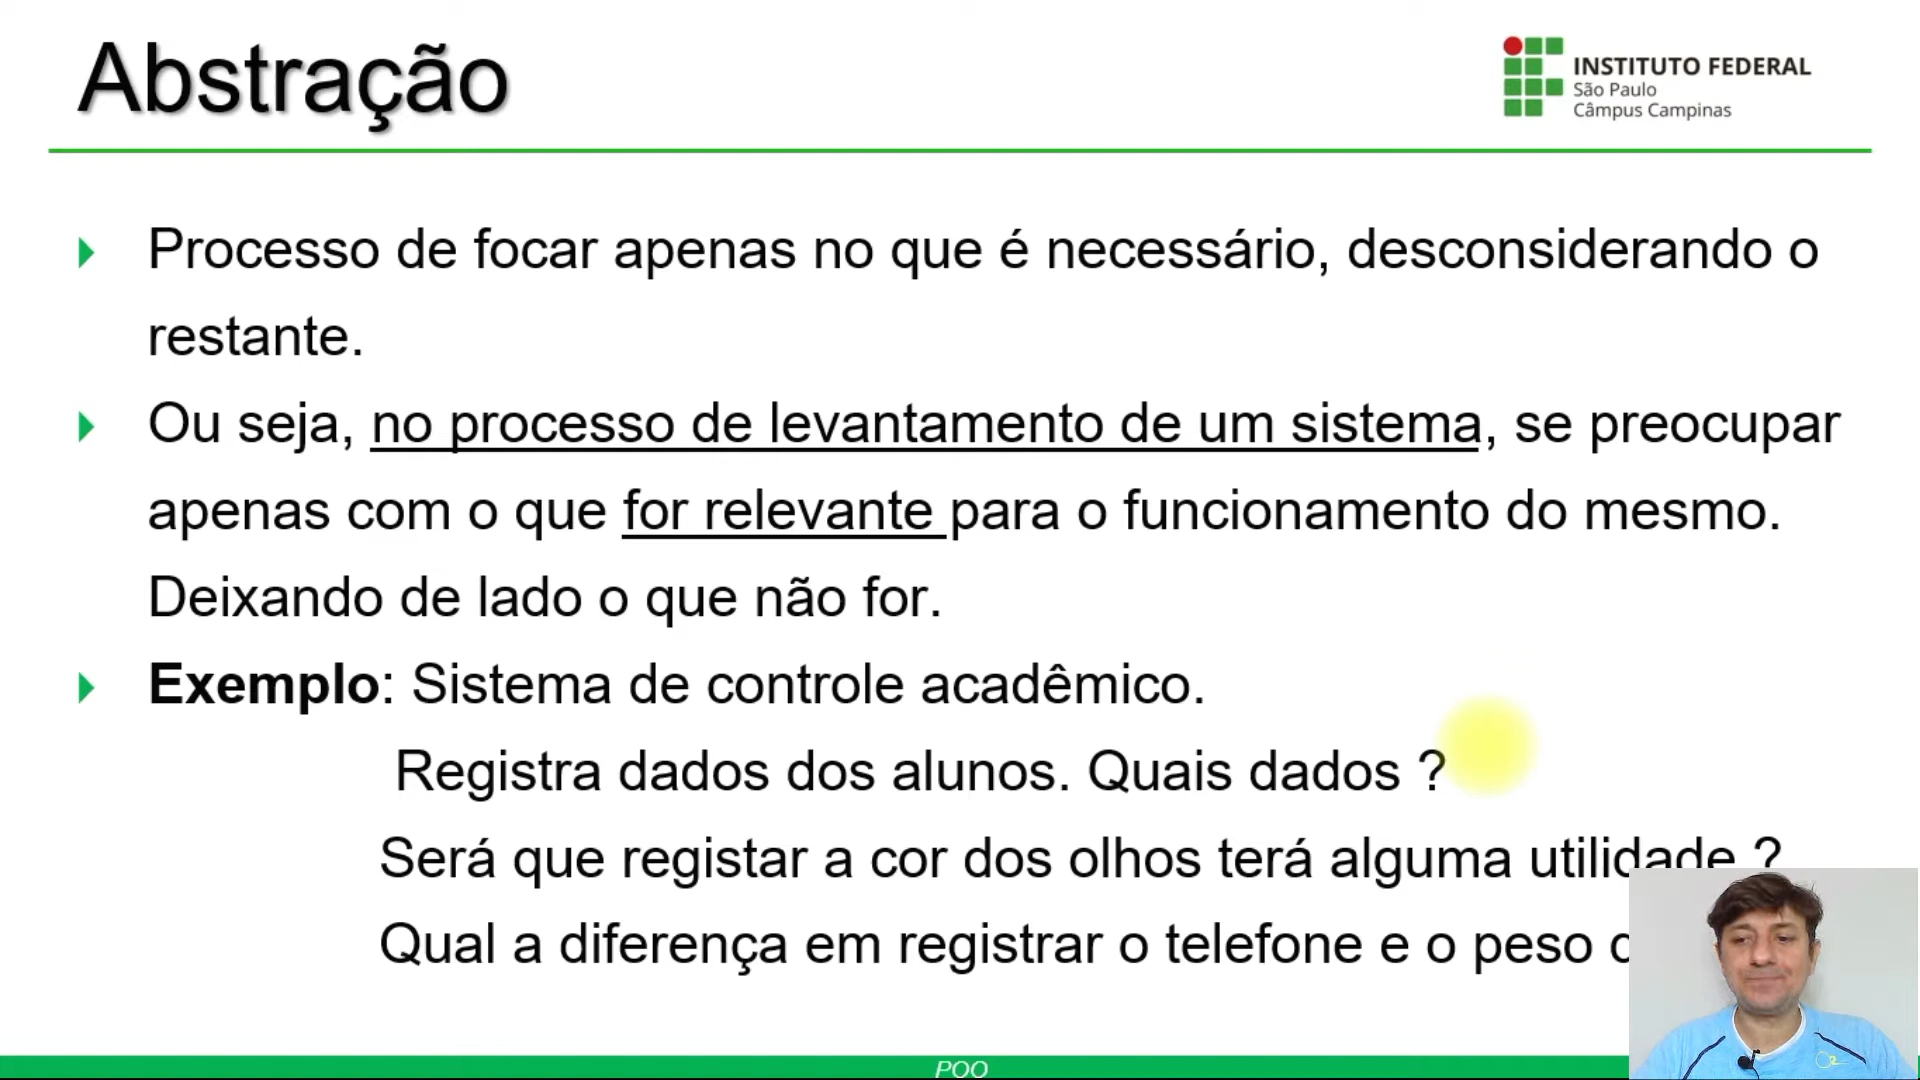 Abstração
INSTITUTO FEDERAL
São Paulo
Câmpus Campinas
Processo de focar apenas no que é necessário, desconsiderando o
restante.
Ou seja, no processo de levantamento de um sistema, se preocupar
apenas com o que for relevante para o funcionamento do mesmo.
Deixando de lado o que não for.
Exemplo: Sistema de controle acadêmico.
Registra dados dos alunos. Quais dados ?
Será que registar a cor dos olhos terá alguma utilidade ?
Qual a diferença em registrar o telefone e o peso
POO